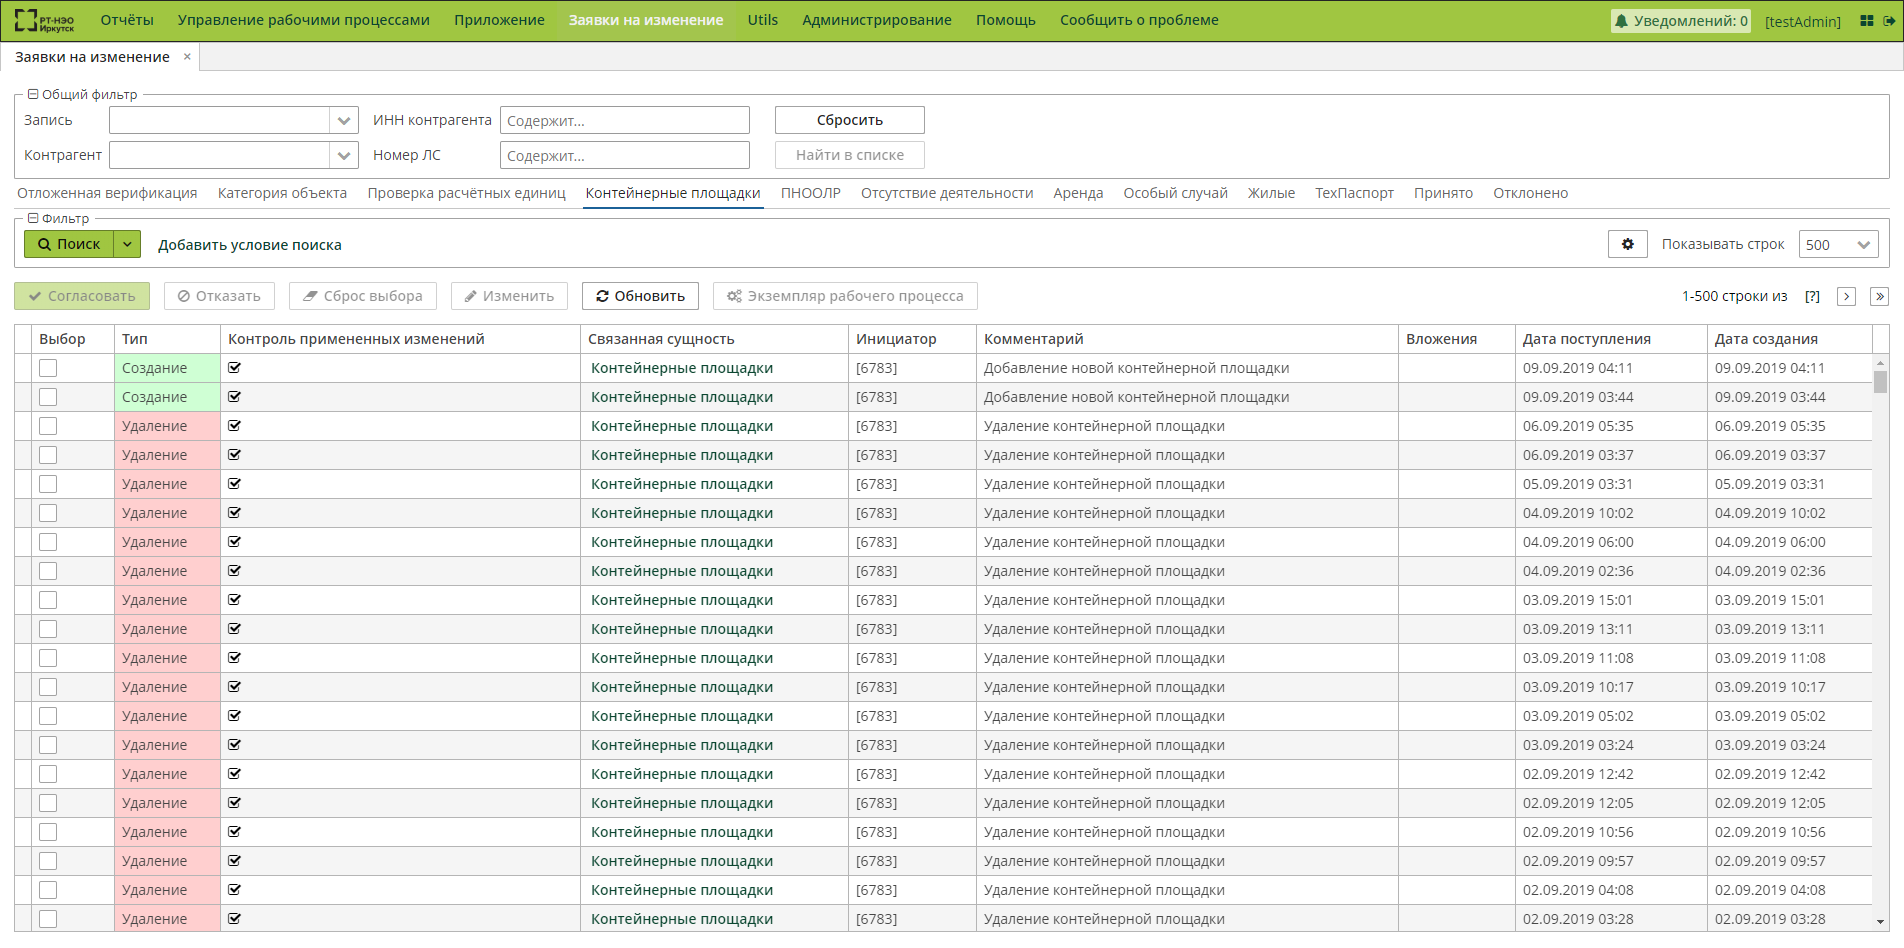 РТ-НЭО Иркутск Отчёты Управление рабочими процессами Приложение Заявки на изменение Utils Администрирование Помощь Сообщить о проблеме Уведомлений: 0 [testAdmin]
Заявки на изменение ×
Общий фильтр
Запись ИНН контрагента Содержит... Сбросить
Контрагент Номер ЛС Содержит... Найти в списке
Отложенная верификация Категория объекта Проверка расчётных единиц Контейнерные площадки ПНООЛР Отсутствие деятельности Аренда Особый случай Жилые ТехПаспорт Принято Отклонено
Фильтр
Поиск Добавить условие поиска Показывать строк 500
Согласовать Отказать Сброс выбора Изменить Обновить Экземпляр рабочего процесса 1-500 строки из [?]
Выбор Тип Контроль примененных изменений Связанная сущность Инициатор Комментарий Вложения Дата поступления Дата создания
Создание Контейнерные площадки [6783] Добавление новой контейнерной площадки 09.09.2019 04:11 09.09.2019 04:11
Создание Контейнерные площадки [6783] Добавление новой контейнерной площадки 09.09.2019 03:44 09.09.2019 03:44
Удаление Контейнерные площадки [6783] Удаление контейнерной площадки 06.09.2019 05:35 06.09.2019 05:35
Удаление Контейнерные площадки [6783] Удаление контейнерной площадки 06.09.2019 03:37 06.09.2019 03:37
Удаление Контейнерные площадки [6783] Удаление контейнерной площадки 05.09.2019 03:31 05.09.2019 03:31
Удаление Контейнерные площадки [6783] Удаление контейнерной площадки 04.09.2019 10:02 04.09.2019 10:02
Удаление Контейнерные площадки [6783] Удаление контейнерной площадки 04.09.2019 06:00 04.09.2019 06:00
Удаление Контейнерные площадки [6783] Удаление контейнерной площадки 04.09.2019 02:36 04.09.2019 02:36
Удаление Контейнерные площадки [6783] Удаление контейнерной площадки 03.09.2019 15:01 03.09.2019 15:01
Удаление Контейнерные площадки [6783] Удаление контейнерной площадки 03.09.2019 13:11 03.09.2019 13:11
Удаление Контейнерные площадки [6783] Удаление контейнерной площадки 03.09.2019 11:08 03.09.2019 11:08
Удаление Контейнерные площадки [6783] Удаление контейнерной площадки 03.09.2019 10:17 03.09.2019 10:17
Удаление Контейнерные площадки [6783] Удаление контейнерной площадки 03.09.2019 05:02 03.09.2019 05:02
Удаление Контейнерные площадки [6783] Удаление контейнерной площадки 03.09.2019 03:24 03.09.2019 03:24
Удаление Контейнерные площадки [6783] Удаление контейнерной площадки 02.09.2019 12:42 02.09.2019 12:42
Удаление Контейнерные площадки [6783] Удаление контейнерной площадки 02.09.2019 12:05 02.09.2019 12:05
Удаление Контейнерные площадки [6783] Удаление контейнерной площадки 02.09.2019 10:56 02.09.2019 10:56
Удаление Контейнерные площадки [6783] Удаление контейнерной площадки 02.09.2019 09:57 02.09.2019 09:57
Удаление Контейнерные площадки [6783] Удаление контейнерной площадки 02.09.2019 04:08 02.09.2019 04:08
Удаление Контейнерные площадки [6783] Удаление контейнерной площадки 02.09.2019 03:28 02.09.2019 03:28